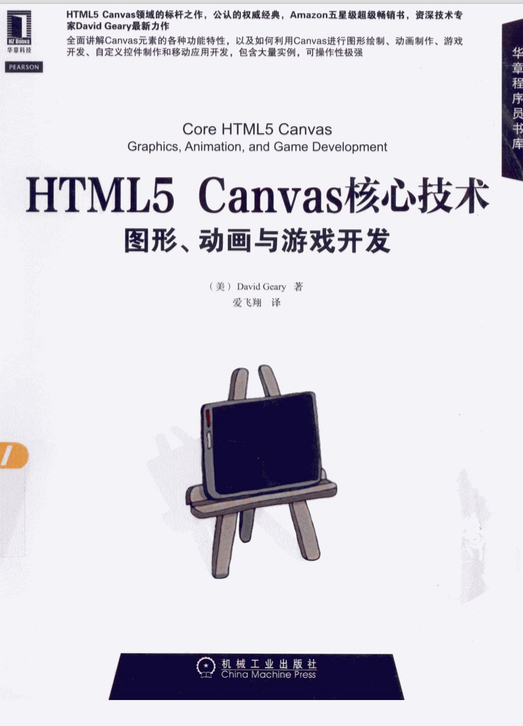 HTML5 Canvas领域的标杆之作，公认的权威经典，Amazon五星级超级畅销书，资深技术专
家David Geary最新力作
全面讲解Canvas元素的各种功能特性，以及如何利用Canvas进行图形绘制、动画制作、游戏
开发、自定义控件制作和移动应用开发，包含大量实例，可操作性极强
HZ BOOKS
华章科技
PEARSON
华章程序员书库
Core HTML5 Canvas
Graphics, Animation, and Game Development
HTML5 Canvas核心技术
图形、动画与游戏开发
（美）David Geary 著
爱飞翔 译
机械工业出版社
China Machine Press